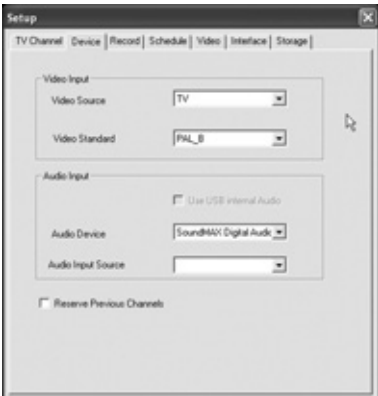 Setup
TV Channel Device Record Schedule Video Interface Storage
Video Input
Video Source TV
Video Standard PAL_B
Audio Input
Use USB internal Audio
Audio Device SoundMAX Digital Audic
Audio Input Source
Reserve Previous Channels